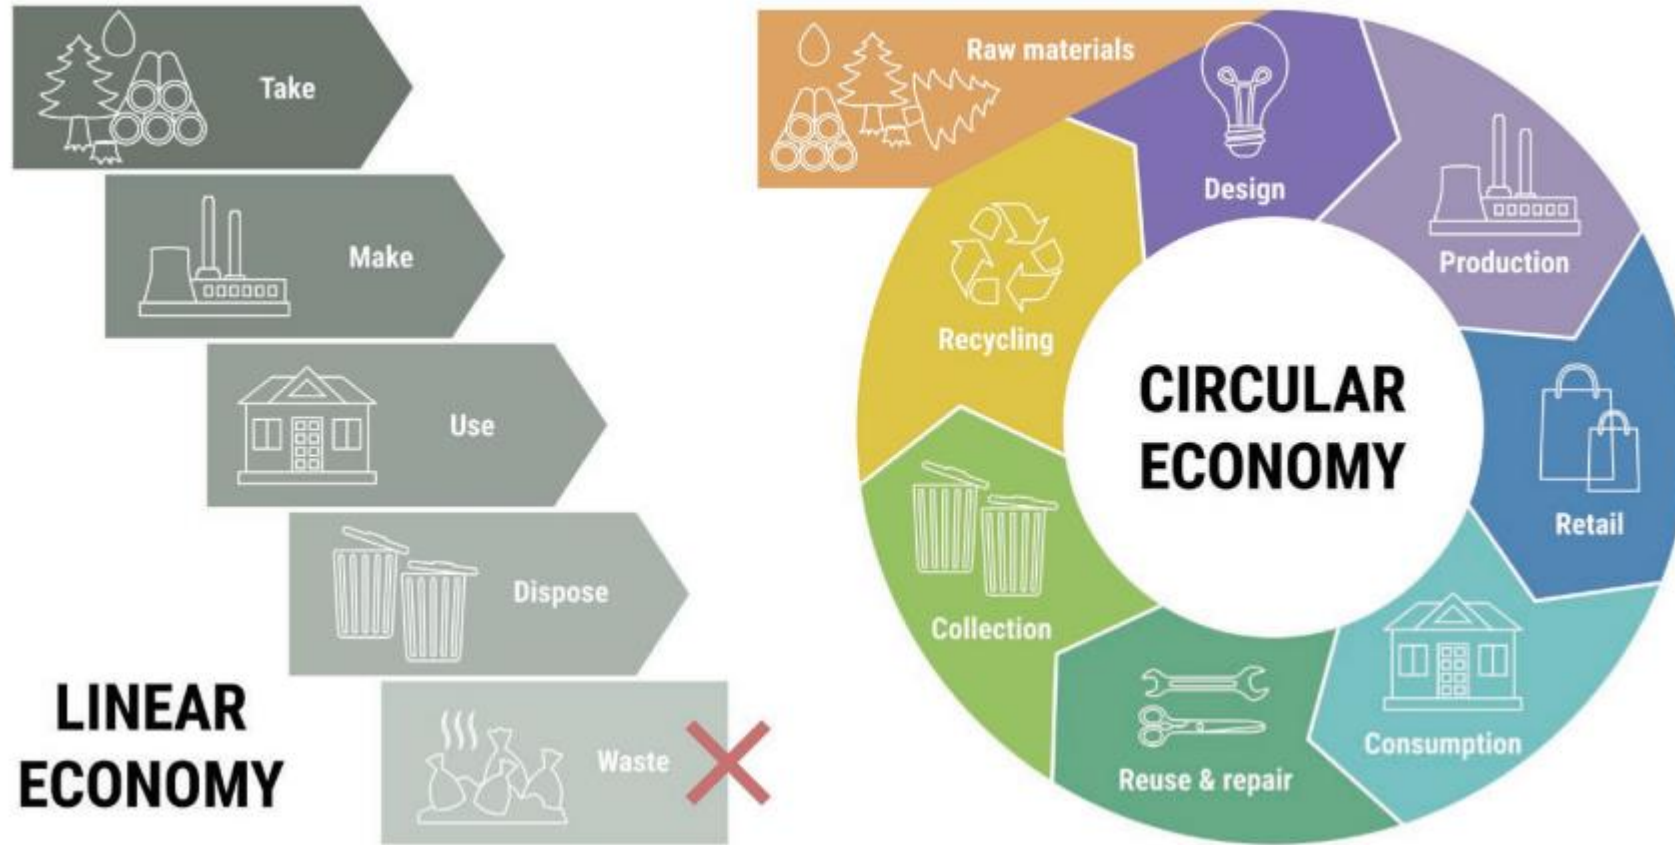 Take
Make
Use
Dispose
Waste
LINEAR
ECONOMY
Raw materials
Design
Production
Retail
Consumption
Reuse & repair
Collection
Recycling
CIRCULAR
ECONOMY